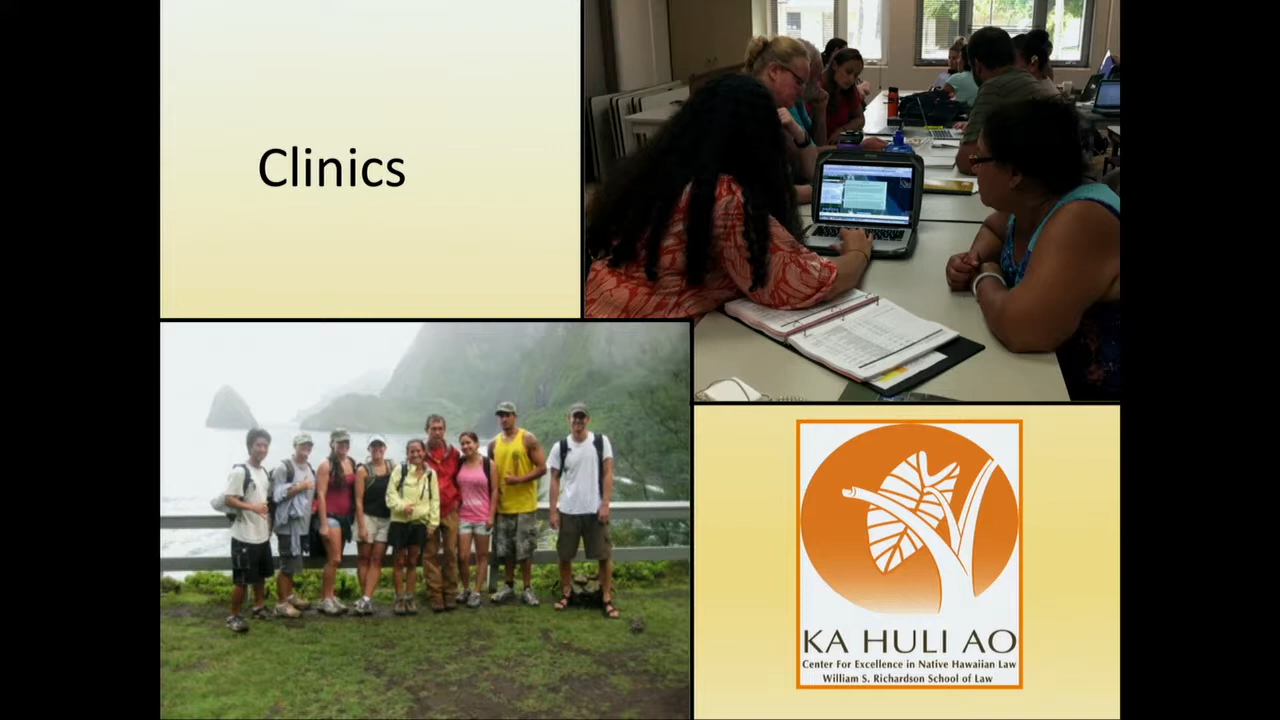 Clinics
KA HULI AO
Center For Excellence in Native Hawaiian Law
William S. Richardson School of Law